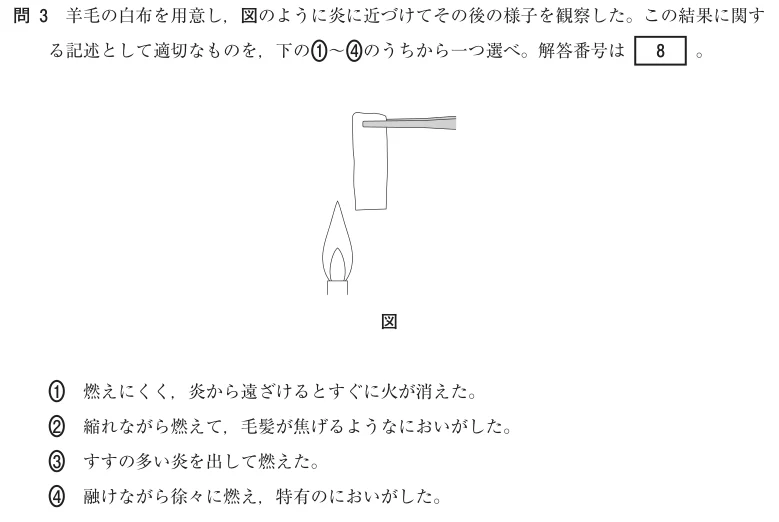 問 3 羊毛の白布を用意し，図のように炎に近づけてその後の様子を観察した。この結果に関す
る記述として適切なものを，下の①～④のうちから一つ選べ。解答番号は 8 。
図
① 燃えにくく，炎から遠ざけるとすぐに火が消えた。
② 縮れながら燃えて，毛髪が焦げるようなにおいがした。
③ すすの多い炎を出して燃えた。
④ 融けながら徐々に燃え，特有のにおいがした。